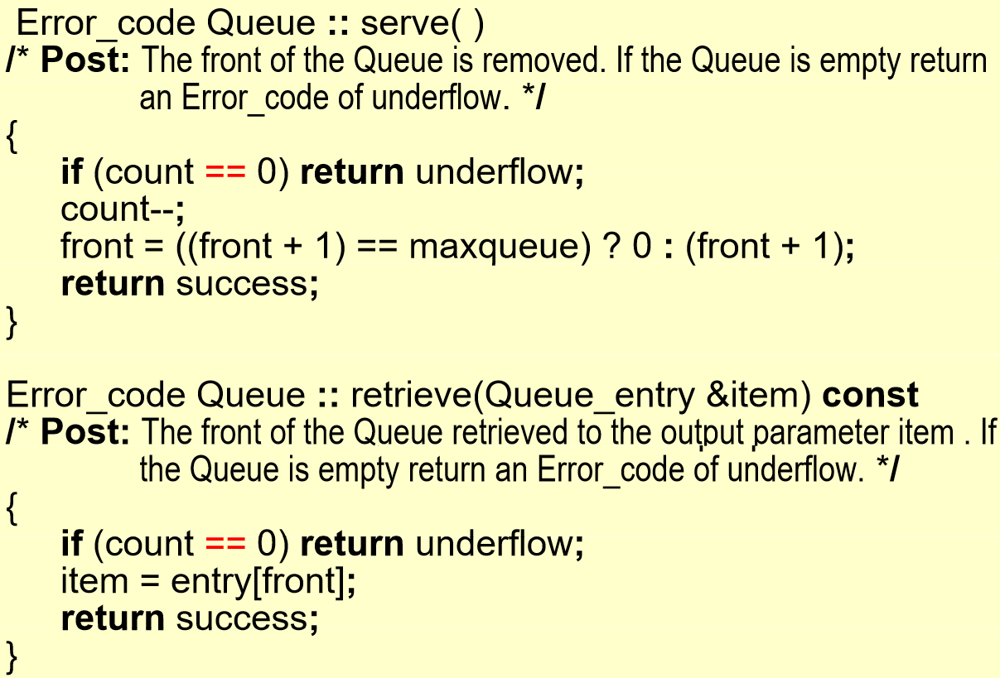 Error_code Queue :: serve( )
/* Post: The front of the Queue is removed. If the Queue is empty return
an Error_code of underflow. */
{
if (count == 0) return underflow;
count--;
front = ((front + 1) == maxqueue) ? 0 : (front + 1);
return success;
}
Error_code Queue :: retrieve(Queue_entry &item) const
/* Post: The front of the Queue retrieved to the output parameter item . If
the Queue is empty return an Error_code of underflow. */
{
if (count == 0) return underflow;
item = entry[front];
return success;
}